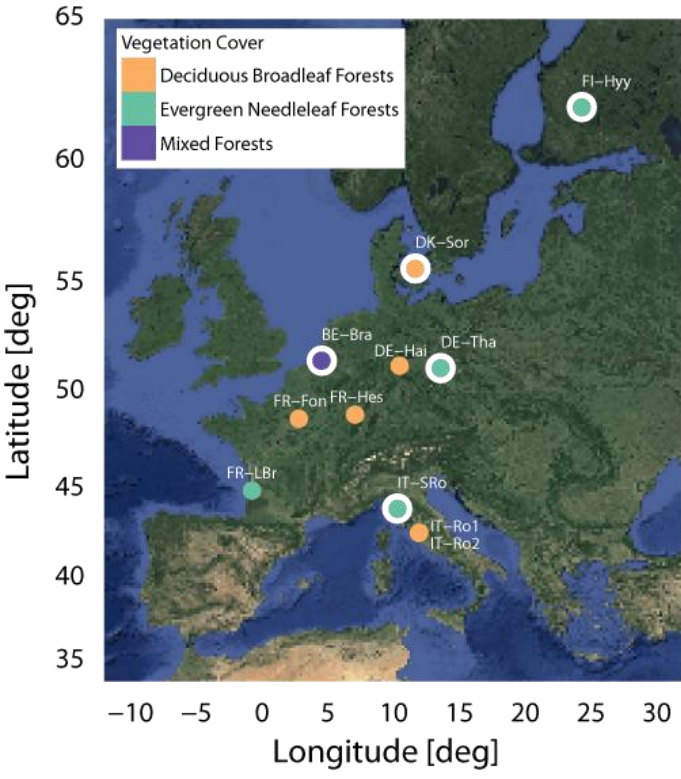 65
Vegetation Cover
Deciduous Broadleaf Forests
Evergreen Needleleaf Forests
Mixed Forests
FI−Hyy
60
DK−Sor
55
BE−Bra
DE−Hai
DE−Tha
50
FR−Fon
FR−Hes
FR−LBr
45
IT−SRo
IT−Ro1
IT−Ro2
40
35
Latitude [deg]
−10 −5 0 5 10 15 20 25 30
Longitude [deg]